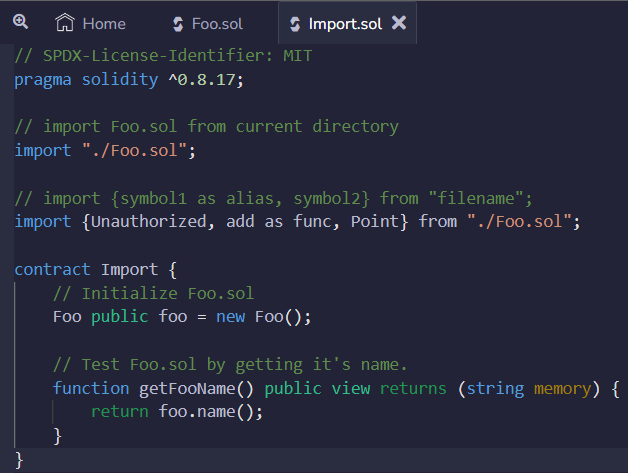 Home Foo.sol Import.sol
// SPDX-License-Identifier: MIT
pragma solidity ^0.8.17;
// import Foo.sol from current directory
import "./Foo.sol";
// import {symbol1 as alias, symbol2} from "filename";
import {Unauthorized, add as func, Point} from "./Foo.sol";
contract Import {
// Initialize Foo.sol
Foo public foo = new Foo();
// Test Foo.sol by getting it's name.
function getFooName() public view returns (string memory) {
return foo.name();
}
}